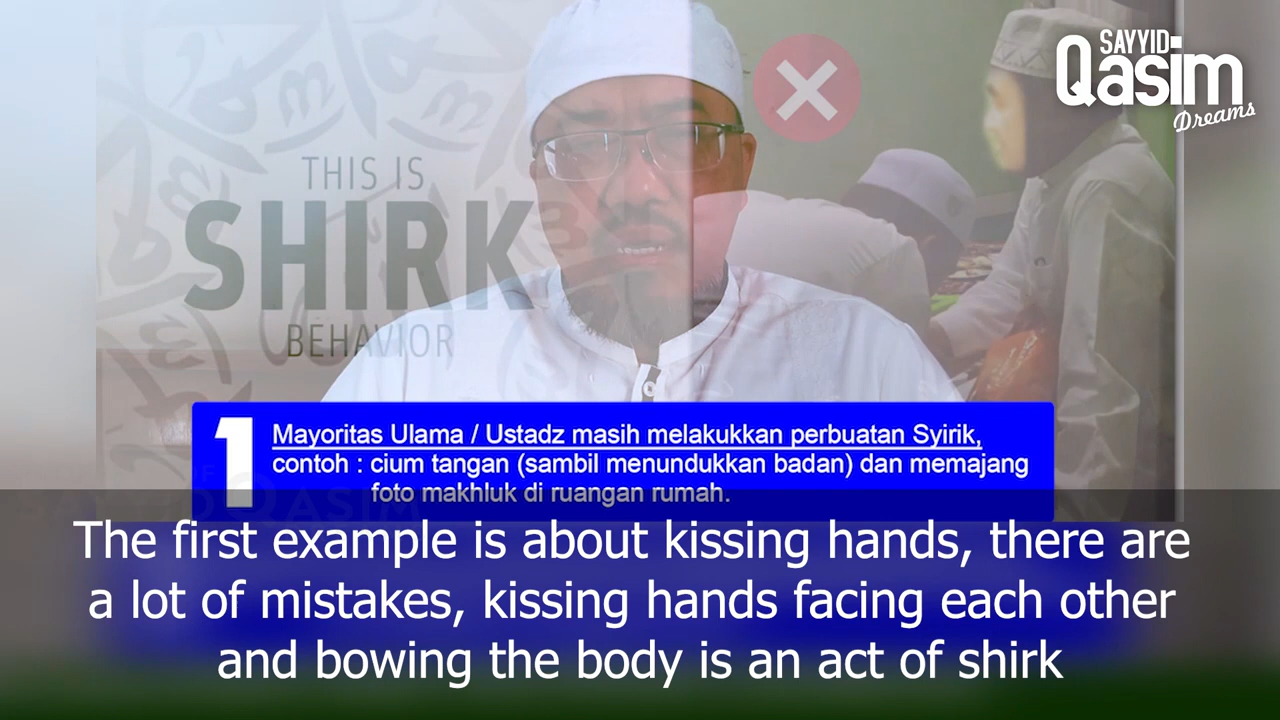 SAYYID
Qasim
Dreams
THIS IS
SHIRK
BEHAVIOR
1
Mayoritas Ulama / Ustadz masih melakukkan perbuatan Syirik,
contoh : cium tangan (sambil menundukkan badan) dan memajang
foto makhluk di ruangan rumah.
QASIM
The first example is about kissing hands, there are
a lot of mistakes, kissing hands facing each other
and bowing the body is an act of shirk